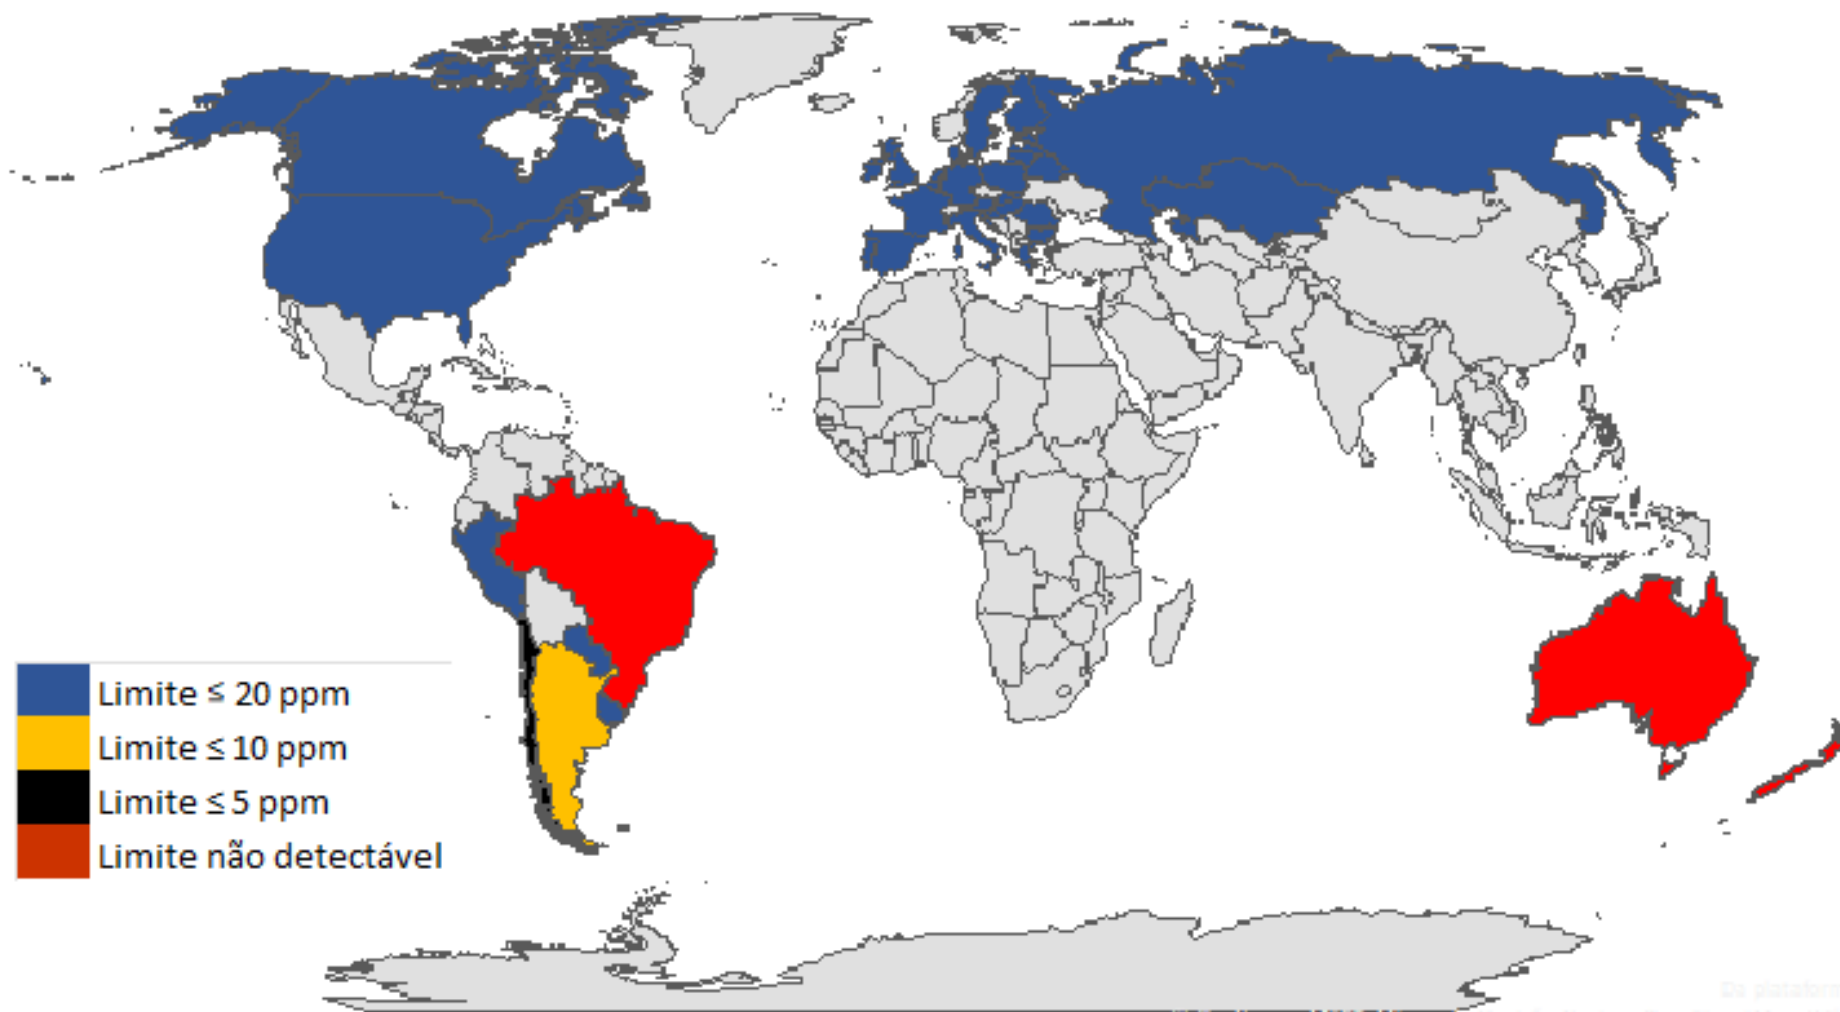 Limite ≤ 20 ppm
Limite ≤ 10 ppm
Limite ≤ 5 ppm
Limite não detectável